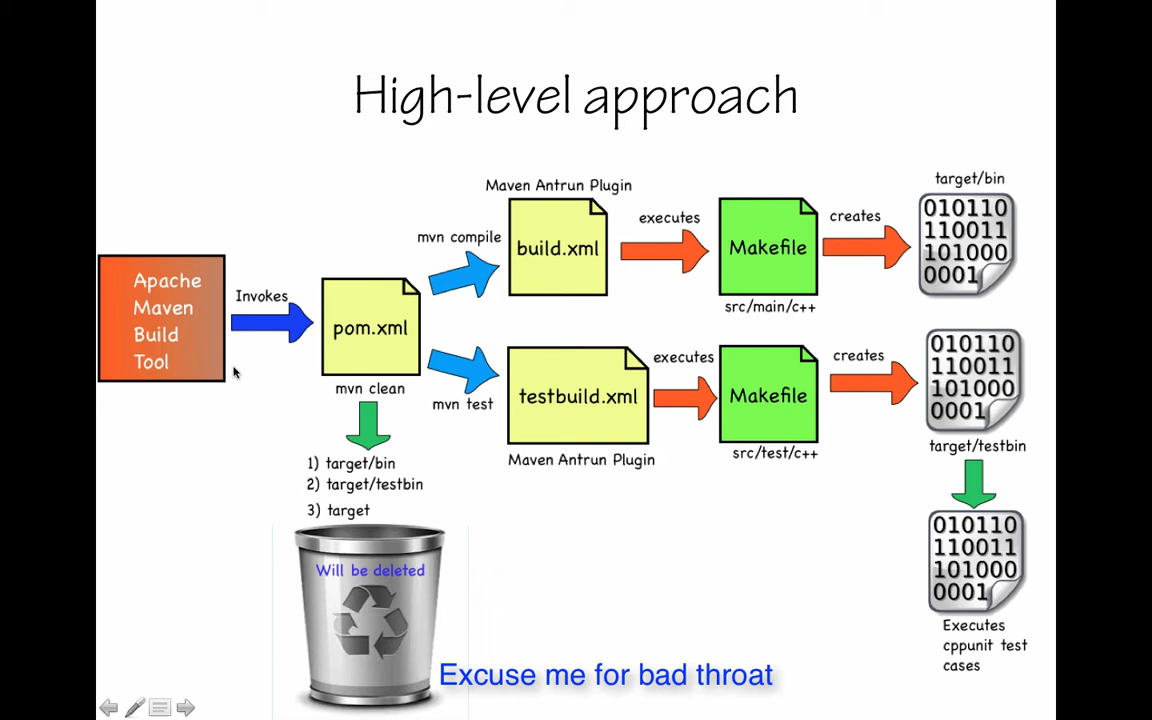 High-level approach
Apache
Maven
Build
Tool
Invokes
pom.xml
mvn clean
1) target/bin
2) target/testbin
3) target
Will be deleted
mvn compile
Maven Antrun Plugin
build.xml
executes
Makefile
src/main/c++
creates
target/bin
010110
110011
101000
0001
mvn test
testbuild.xml
Maven Antrun Plugin
executes
Makefile
src/test/c++
creates
010110
110011
101000
0001
target/testbin
010110
110011
101000
0001
Executes
cppunit test
cases
Excuse me for bad throat